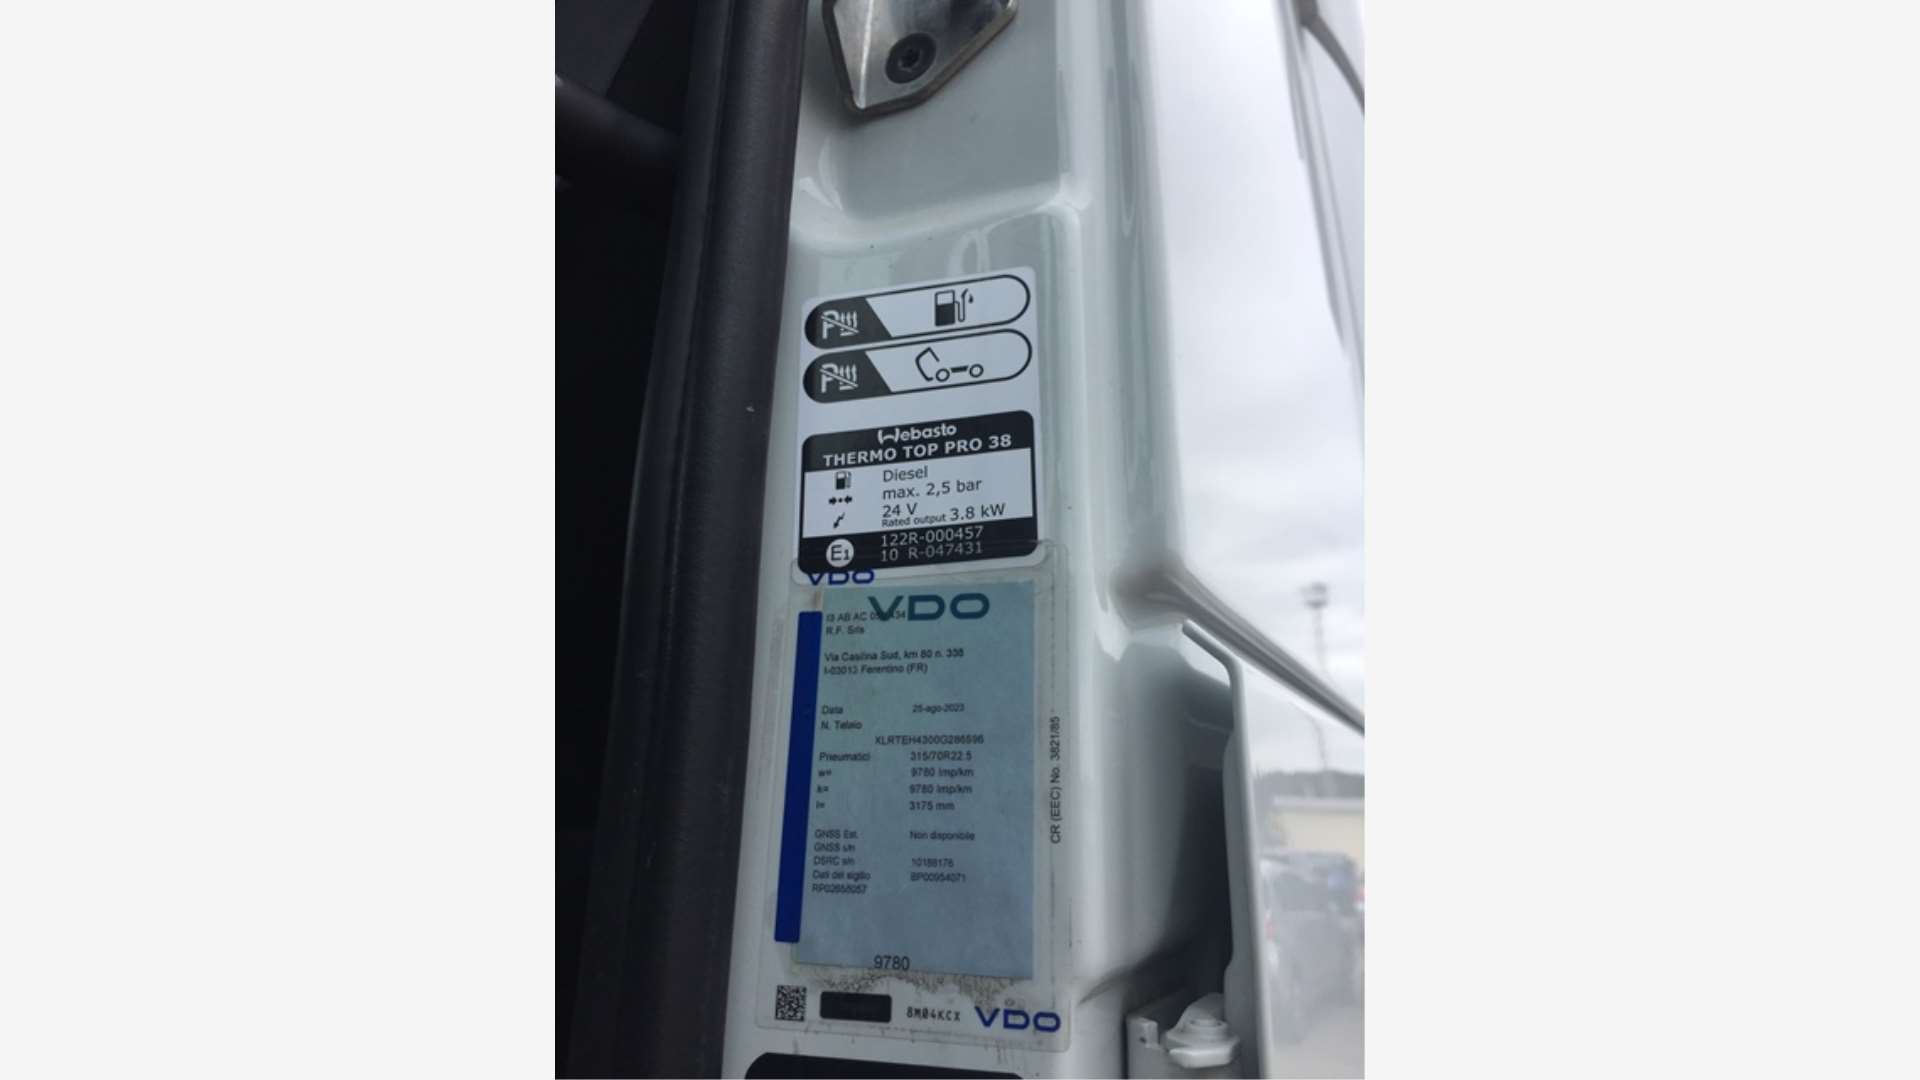 Webasto
THERMO TOP PRO 38
Diesel
max. 2,5 bar
24 V
Rated output 3.8 kW
E1
122R-000457
10 R-047431
VDO
VDO
I3 AB AC
R.F. Srls
Via Casilina Sud, km 80 n. 338
I-03013 Ferentino (FR)
Data 25-ago-2023
N. Telaio
XLRTEH4300G286596
Pneumatici 315/70R22.5
w= 9780 Imp/km
k= 9780 Imp/km
l= 3175 mm
GNSS Est. Non disponibile
GNSS s/n
DSRC s/n 10188176
Dati del sigillo BP00954071
RP02658057
9780
CR (EEC) No. 3821/85
8M04KCX VDO